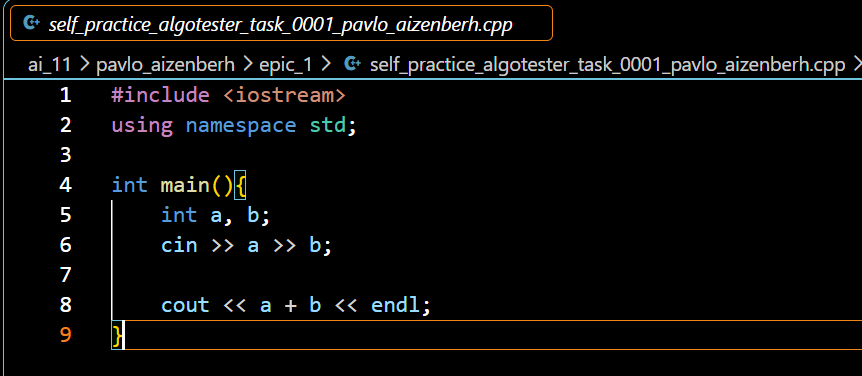 self_practice_algotester_task_0001_pavlo_aizenberh.cpp
ai_11 > pavlo_aizenberh > epic_1 > self_practice_algotester_task_0001_pavlo_aizenberh.cpp >
1 #include <iostream>
2 using namespace std;
3
4 int main(){
5     int a, b;
6     cin >> a >> b;
7
8     cout << a + b << endl;
9 }